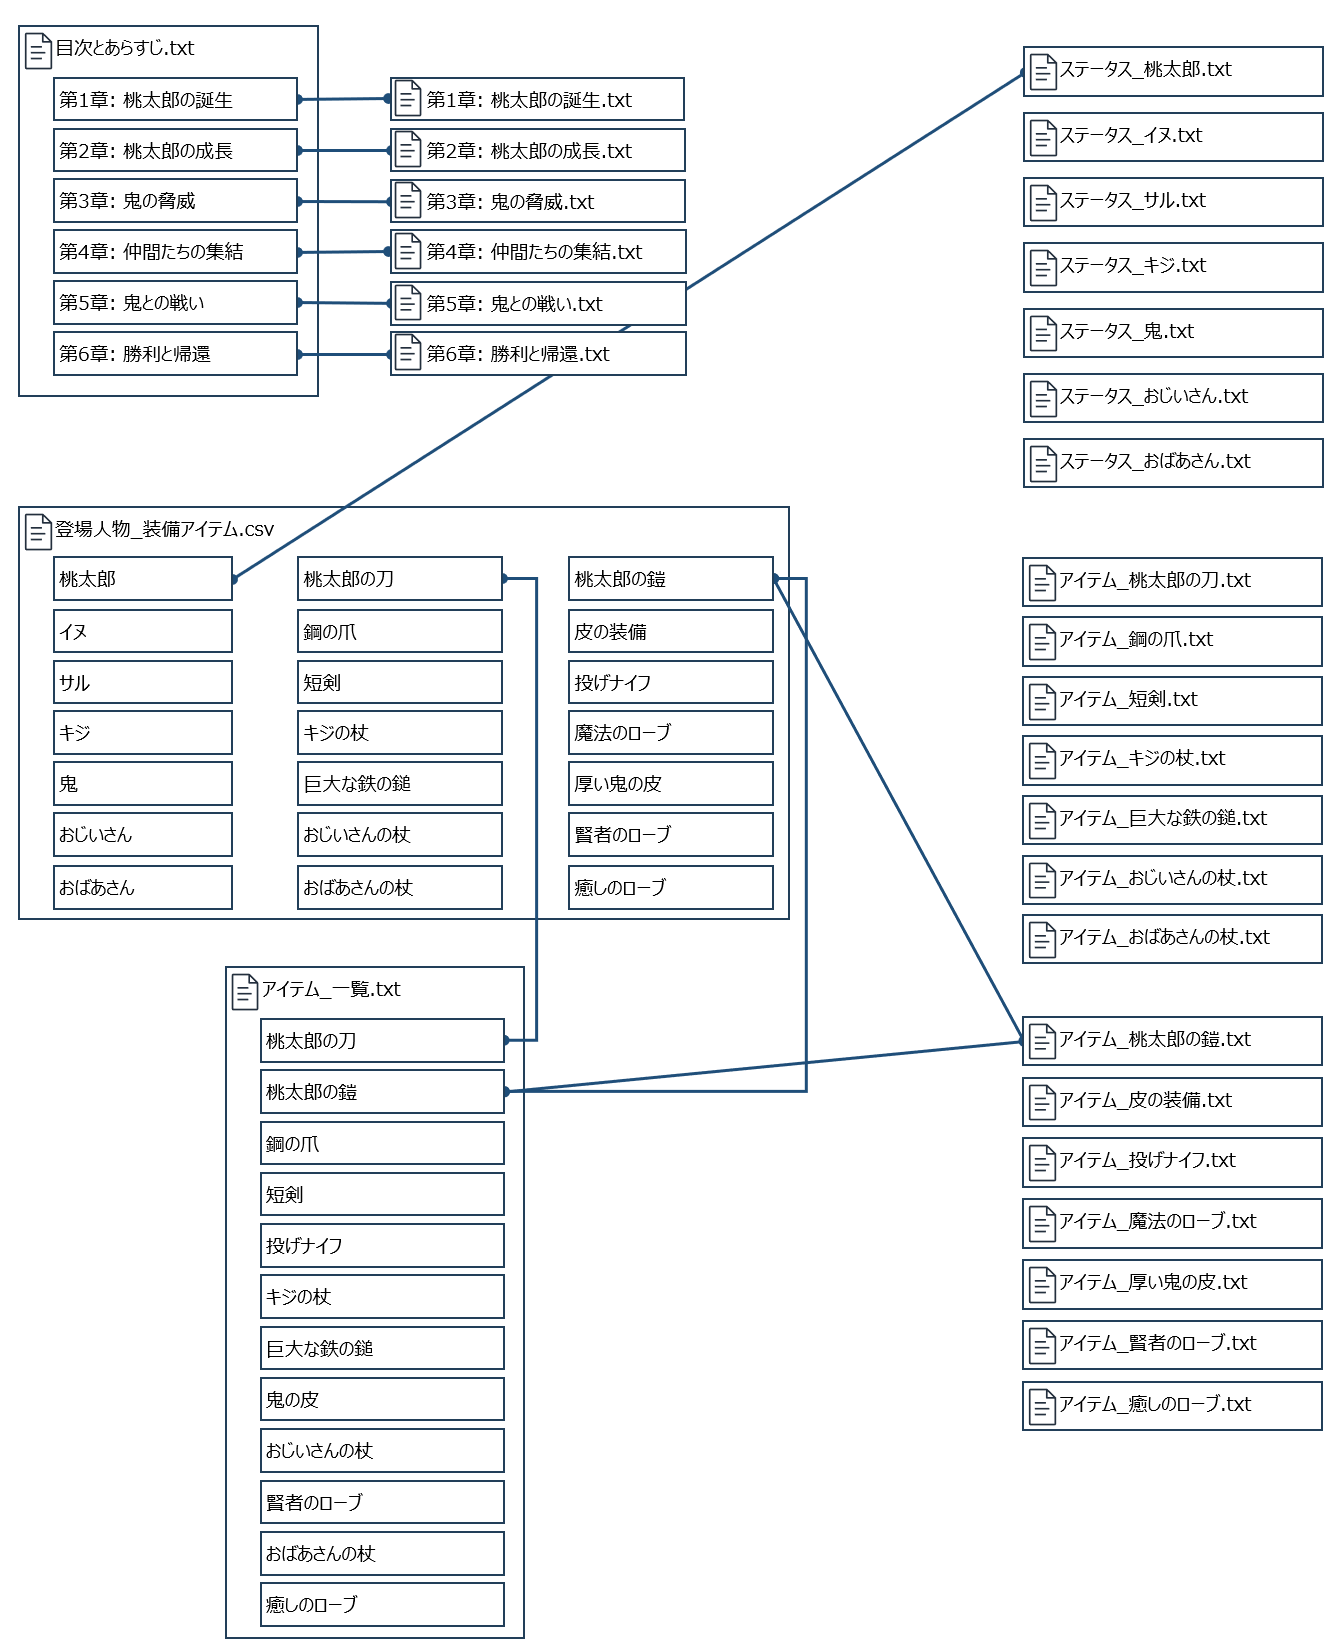 目次とあらすじ.txt
第1章: 桃太郎の誕生
第2章: 桃太郎の成長
第3章: 鬼の脅威
第4章: 仲間たちの集結
第5章: 鬼との戦い
第6章: 勝利と帰還
第1章: 桃太郎の誕生.txt
第2章: 桃太郎の成長.txt
第3章: 鬼の脅威.txt
第4章: 仲間たちの集結.txt
第5章: 鬼との戦い.txt
第6章: 勝利と帰還.txt
ステータス_桃太郎.txt
ステータス_イヌ.txt
ステータス_サル.txt
ステータス_キジ.txt
ステータス_鬼.txt
ステータス_おじいさん.txt
ステータス_おばあさん.txt
登場人物_装備アイテム.csv
桃太郎
イヌ
サル
キジ
鬼
おじいさん
おばあさん
桃太郎の刀
鋼の爪
短剣
キジの杖
巨大な鉄の鎚
おじいさんの杖
おばあさんの杖
桃太郎の鎧
皮の装備
投げナイフ
魔法のローブ
厚い鬼の皮
賢者のローブ
癒しのローブ
アイテム_桃太郎の刀.txt
アイテム_鋼の爪.txt
アイテム_短剣.txt
アイテム_キジの杖.txt
アイテム_巨大な鉄の鎚.txt
アイテム_おじいさんの杖.txt
アイテム_おばあさんの杖.txt
アイテム_一覧.txt
桃太郎の刀
桃太郎の鎧
鋼の爪
短剣
投げナイフ
キジの杖
巨大な鉄の鎚
鬼の皮
おじいさんの杖
賢者のローブ
おばあさんの杖
癒しのローブ
アイテム_桃太郎の鎧.txt
アイテム_皮の装備.txt
アイテム_投げナイフ.txt
アイテム_魔法のローブ.txt
アイテム_厚い鬼の皮.txt
アイテム_賢者のローブ.txt
アイテム_癒しのローブ.txt